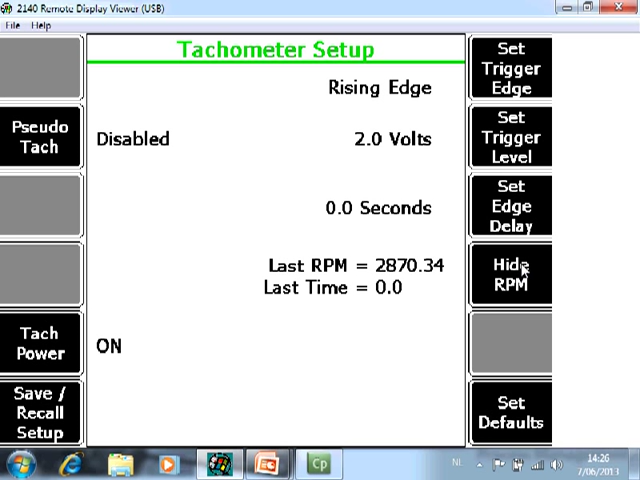 2140 Remote Display Viewer (USB)
File Help
Tachometer Setup
Rising Edge
Set
Trigger
Edge
Pseudo
Tach
Disabled
2.0 Volts
Set
Trigger
Level
0.0 Seconds
Set
Edge
Delay
Last RPM = 2870.34
Last Time = 0.0
Hide
RPM
Tach
Power
ON
Save /
Recall
Setup
Set
Defaults
Cp
NL
14:26
7/06/2013